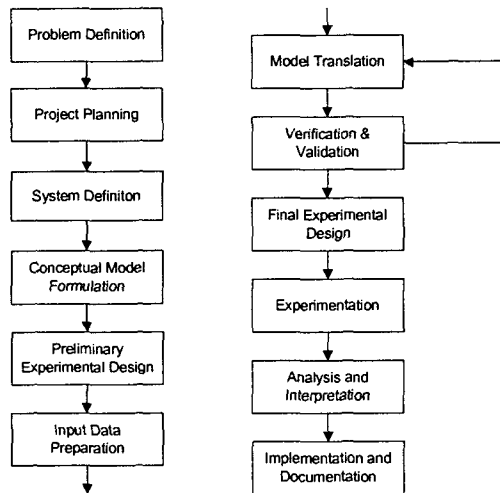 Problem Definition
Project Planning
System Definiton
Conceptual Model
Formulation
Preliminary
Experimental Design
Input Data
Preparation
Model Translation
Verification &
Validation
Final Experimental
Design
Experimentation
Analysis and
Interpretation
Implementation and
Documentation